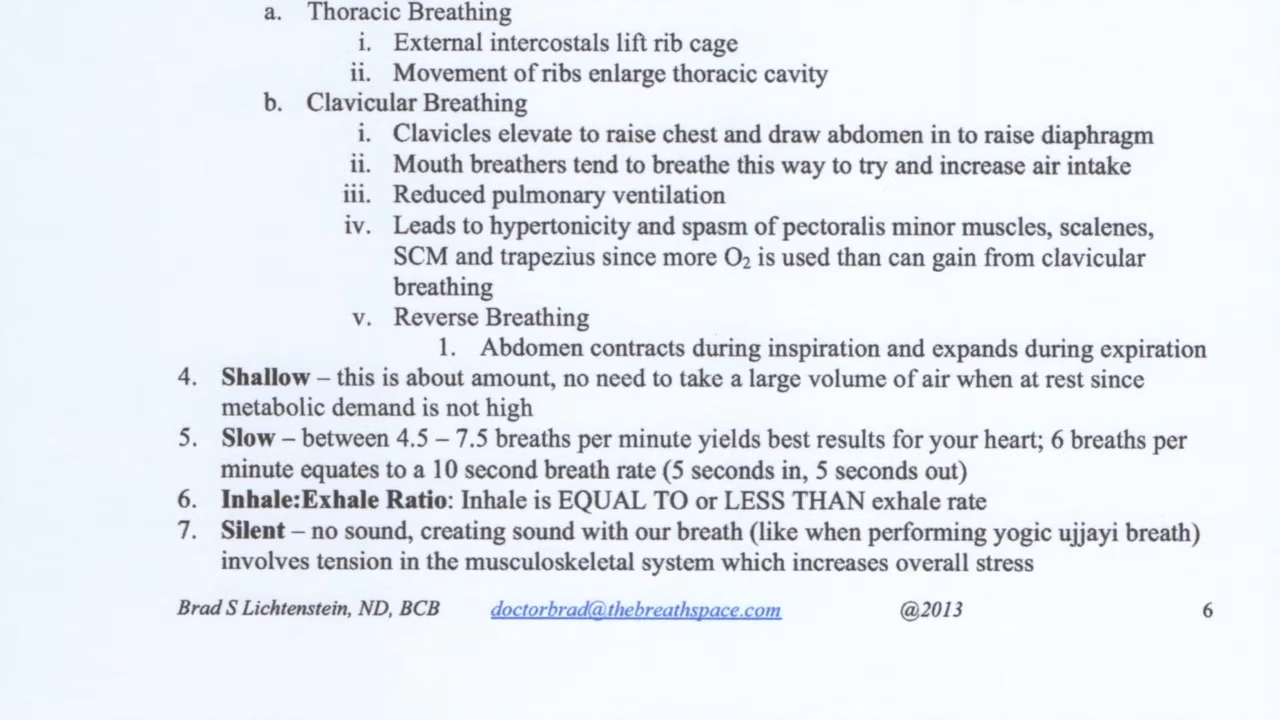 a. Thoracic Breathing
i. External intercostals lift rib cage
ii. Movement of ribs enlarge thoracic cavity
b. Clavicular Breathing
i. Clavicles elevate to raise chest and draw abdomen in to raise diaphragm
ii. Mouth breathers tend to breathe this way to try and increase air intake
iii. Reduced pulmonary ventilation
iv. Leads to hypertonicity and spasm of pectoralis minor muscles, scalenes,
SCM and trapezius since more O₂ is used than can gain from clavicular
breathing
v. Reverse Breathing
1. Abdomen contracts during inspiration and expands during expiration
4. Shallow – this is about amount, no need to take a large volume of air when at rest since
metabolic demand is not high
5. Slow – between 4.5 – 7.5 breaths per minute yields best results for your heart; 6 breaths per
minute equates to a 10 second breath rate (5 seconds in, 5 seconds out)
6. Inhale:Exhale Ratio: Inhale is EQUAL TO or LESS THAN exhale rate
7. Silent – no sound, creating sound with our breath (like when performing yogic ujjayi breath)
involves tension in the musculoskeletal system which increases overall stress
Brad S Lichtenstein, ND, BCB doctorbrad@thebreathspace.com @2013 6